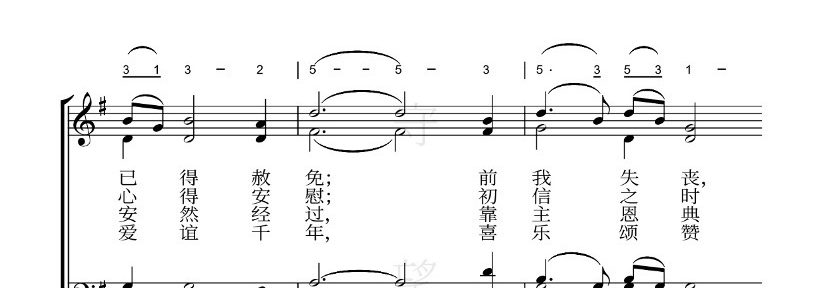 3 1 3 - 2 | 5 - - 5 - 3 | 5 · 3 5 3 1 -
已 得 赦 免； 前 我 失 丧，
心 得 安 慰； 初 信 之 时
安 然 经 过， 靠 主 恩 典
爱 谊 千 年， 喜 乐 颂 赞